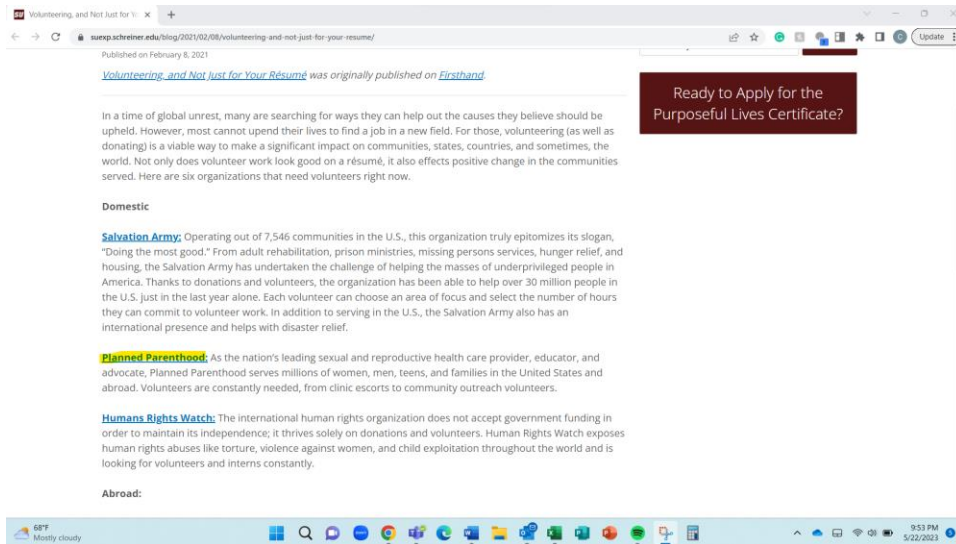 Volunteering, and Not Just for Yo
suexp.schreiner.edu/blog/2021/02/08/volunteering-and-not-just-for-your-resume/
Update
Published on February 8, 2021
Volunteering, and Not Just for Your Résumé was originally published on Firsthand.
Ready to Apply for the
Purposeful Lives Certificate?
In a time of global unrest, many are searching for ways they can help out the causes they believe should be
upheld. However, most cannot upend their lives to find a job in a new field. For those, volunteering (as well as
donating) is a viable way to make a significant impact on communities, states, countries, and sometimes, the
world. Not only does volunteer work look good on a résumé, it also effects positive change in the communities
served. Here are six organizations that need volunteers right now.
Domestic
Salvation Army: Operating out of 7,546 communities in the U.S., this organization truly epitomizes its slogan,
“Doing the most good.” From adult rehabilitation, prison ministries, missing persons services, hunger relief, and
housing, the Salvation Army has undertaken the challenge of helping the masses of underprivileged people in
America. Thanks to donations and volunteers, the organization has been able to help over 30 million people in
the U.S. just in the last year alone. Each volunteer can choose an area of focus and select the number of hours
they can commit to volunteer work. In addition to serving in the U.S., the Salvation Army also has an
international presence and helps with disaster relief.
Planned Parenthood: As the nation’s leading sexual and reproductive health care provider, educator, and
advocate, Planned Parenthood serves millions of women, men, teens, and families in the United States and
abroad. Volunteers are constantly needed, from clinic escorts to community outreach volunteers.
Humans Rights Watch: The international human rights organization does not accept government funding in
order to maintain its independence; it thrives solely on donations and volunteers. Human Rights Watch exposes
human rights abuses like torture, violence against women, and child exploitation throughout the world and is
looking for volunteers and interns constantly.
Abroad:
68°F
Mostly cloudy
9:53 PM
5/22/2023